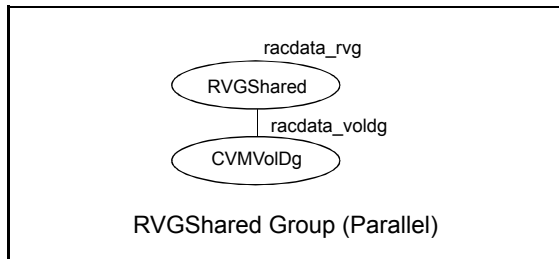 racdata_rvg
RVGShared
racdata_voldg
CVMVolDg
RVGShared Group (Parallel)